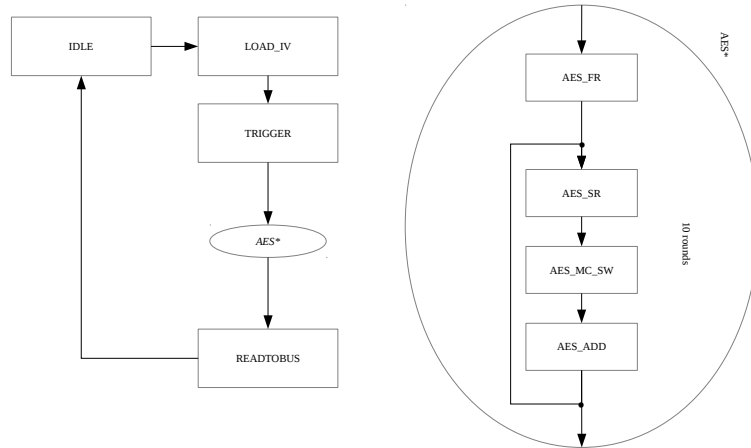 IDLE
LOAD_IV
TRIGGER
AES*
READTOBUS
AES*
AES_FR
AES_SR
10 rounds
AES_MC_SW
AES_ADD